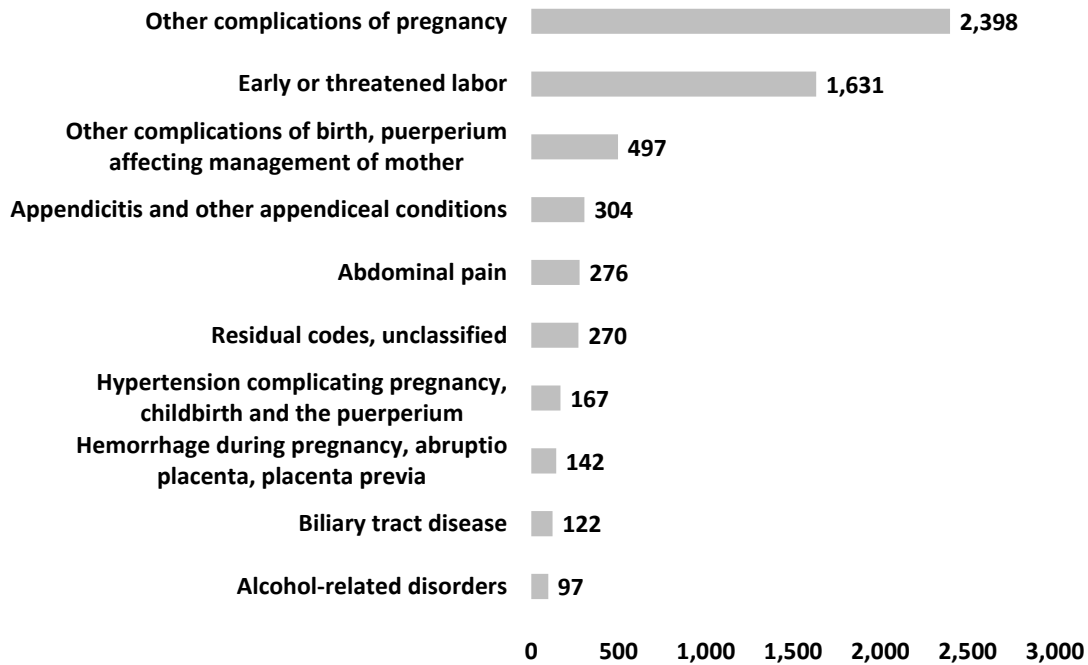 Other complications of pregnancy
2,398
Early or threatened labor
1,631
Other complications of birth, puerperium
affecting management of mother
497
Appendicitis and other appendiceal conditions
304
Abdominal pain
276
Residual codes, unclassified
270
Hypertension complicating pregnancy,
childbirth and the puerperium
167
Hemorrhage during pregnancy, abruptio
placenta, placenta previa
142
Biliary tract disease
122
Alcohol-related disorders
97
0 500 1,000 1,500 2,000 2,500 3,000